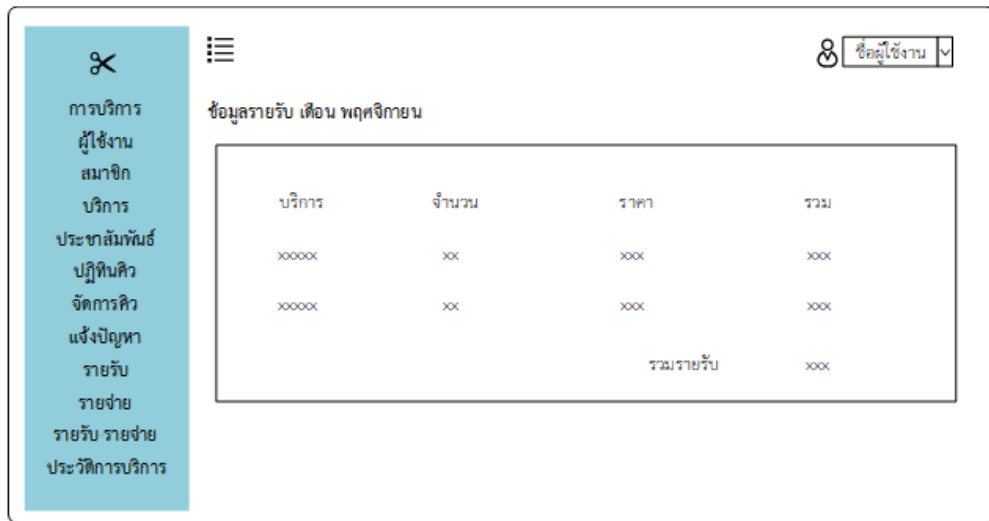 ชื่อผู้ใช้งาน
การบริการ
ผู้ใช้งาน
สมาชิก
บริการ
ประชาสัมพันธ์
ปฏิทินคิว
จัดการคิว
แจ้งปัญหา
รายรับ
รายจ่าย
รายรับ-รายจ่าย
ประวัติการบริการ
ข้อมูลรายรับ เดือน พฤศจิกายน
บริการ จำนวน ราคา รวม
xxxxx xx xxx xxx
xxxxx xx xxx xxx
รวมรายรับ xxx